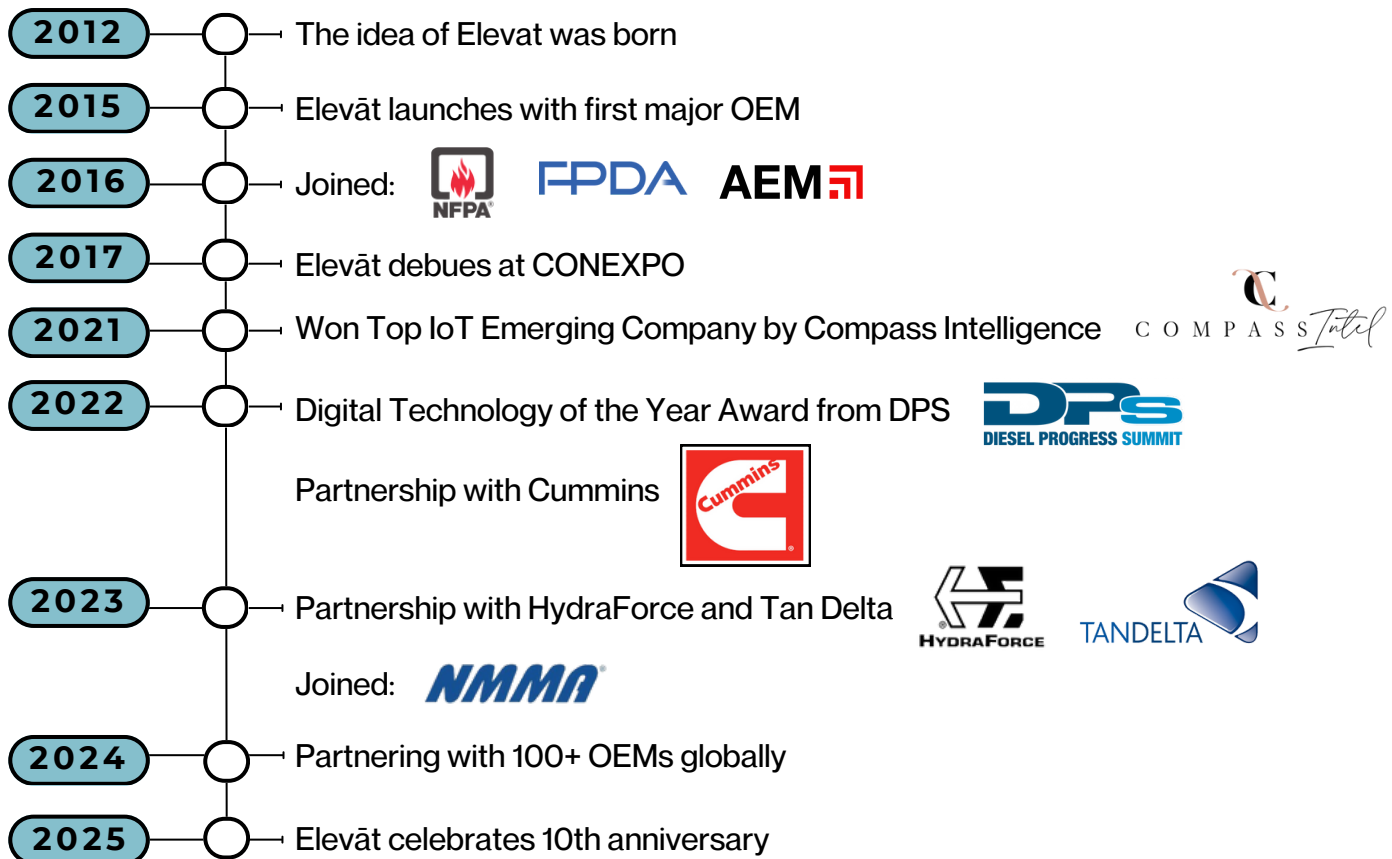 2012 The idea of Elevat was born
2015 Elevāt launches with first major OEM
2016 Joined: NFPA® FPDA AEM
2017 Elevāt debues at CONEXPO
2021 Won Top IoT Emerging Company by Compass Intelligence C COMPASS Intel
2022 Digital Technology of the Year Award from DPS DPS
DIESEL PROGRESS SUMMIT
Partnership with Cummins Cummins ®
2023 Partnership with HydraForce and Tan Delta ® HYDRAFORCE TANDELTA
Joined: NMMA®
2024 Partnering with 100+ OEMs globally
2025 Elevāt celebrates 10th anniversary